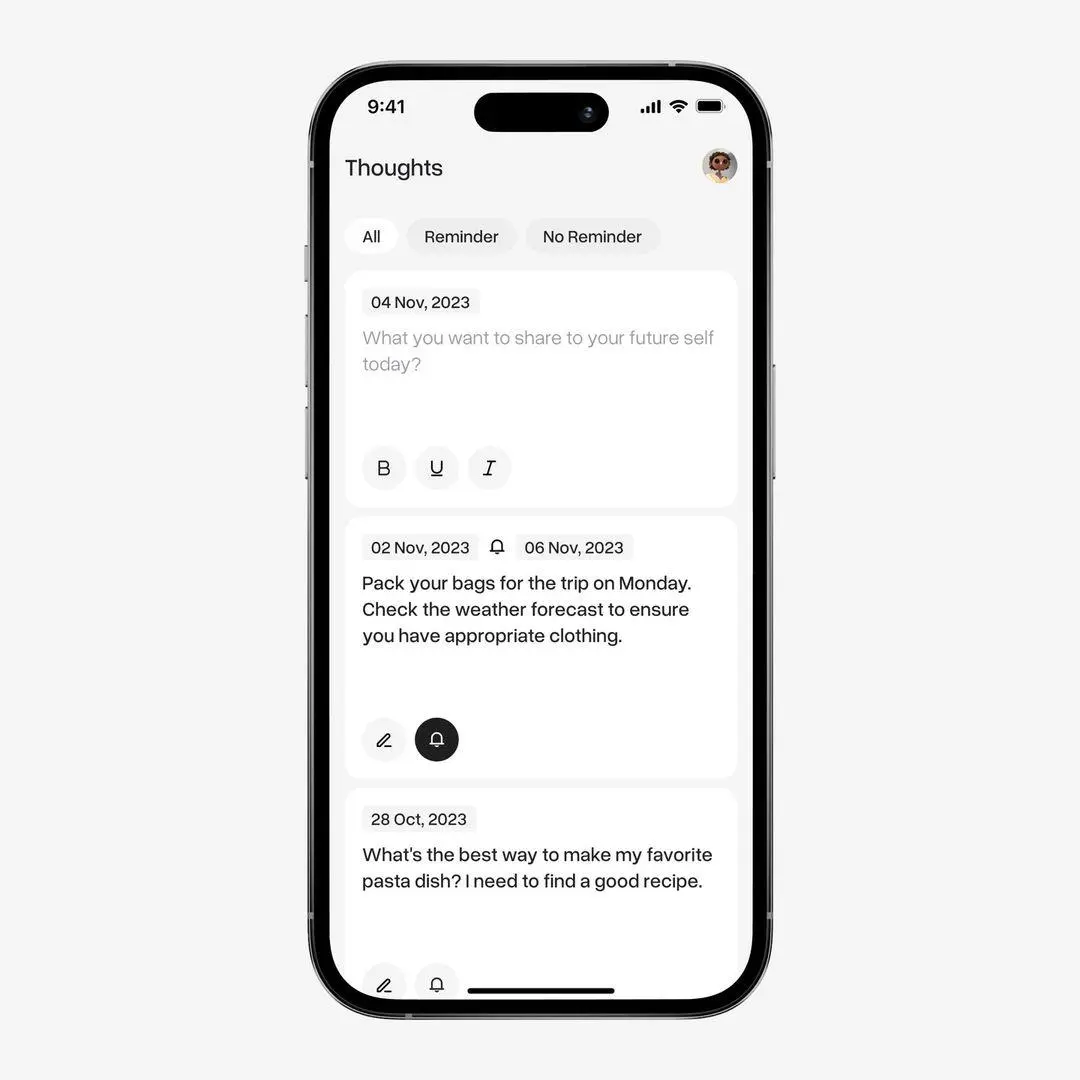 9:41
Thoughts
All Reminder No Reminder
04 Nov, 2023
What you want to share to your future self
today?
B U I
02 Nov, 2023 06 Nov, 2023
Pack your bags for the trip on Monday.
Check the weather forecast to ensure
you have appropriate clothing.
28 Oct, 2023
What's the best way to make my favorite
pasta dish? I need to find a good recipe.